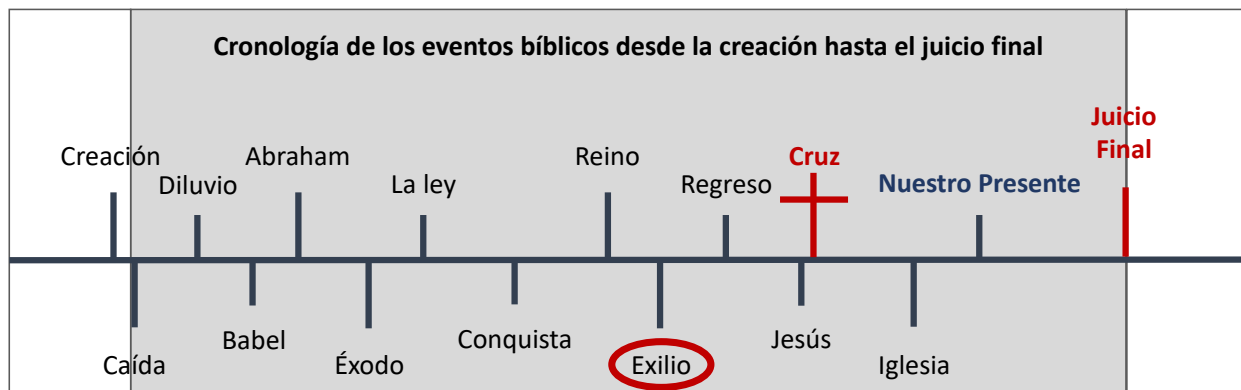 Cronología de los eventos bíblicos desde la creación hasta el juicio final
Creación
Diluvio
Abraham
La ley
Reino
Regreso
Cruz
Nuestro Presente
Juicio
Final
Caída
Babel
Éxodo
Conquista
Exilio
Jesús
Iglesia